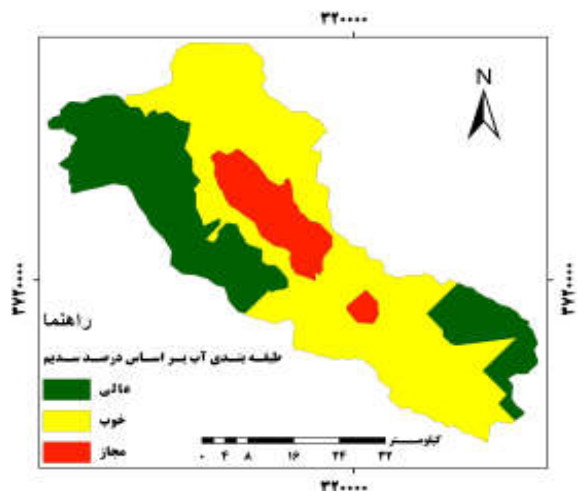 ۳۲۰۰۰۰
N
۳۷۲۰۰۰۰
۳۷۲۰۰۰۰
راهنما
طبقه بندی آب بر اساس درصد سدیم
عالی
خوب
مجاز
کیلومتر
۰ ۴ ۸ ۱۶ ۲۴ ۳۲
۳۲۰۰۰۰